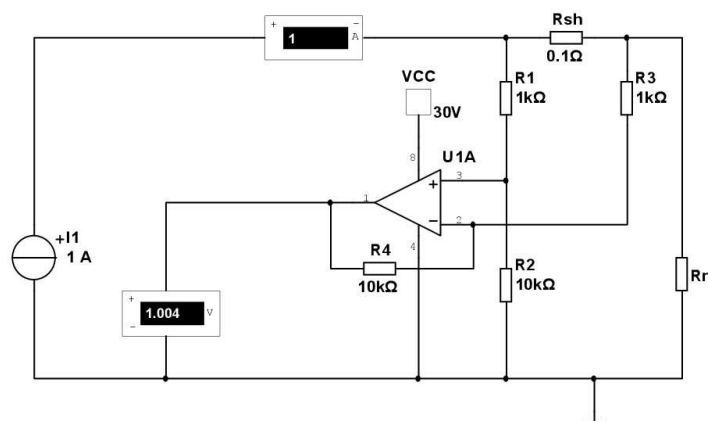 + 1 A −
Rsh
0.1Ω
R1
1kΩ
R3
1kΩ
VCC
30V
8
U1A
+ 3
− 2
1
4
R4
10kΩ
R2
10kΩ
Rn
+I1
1 A
+
1.004 V
−